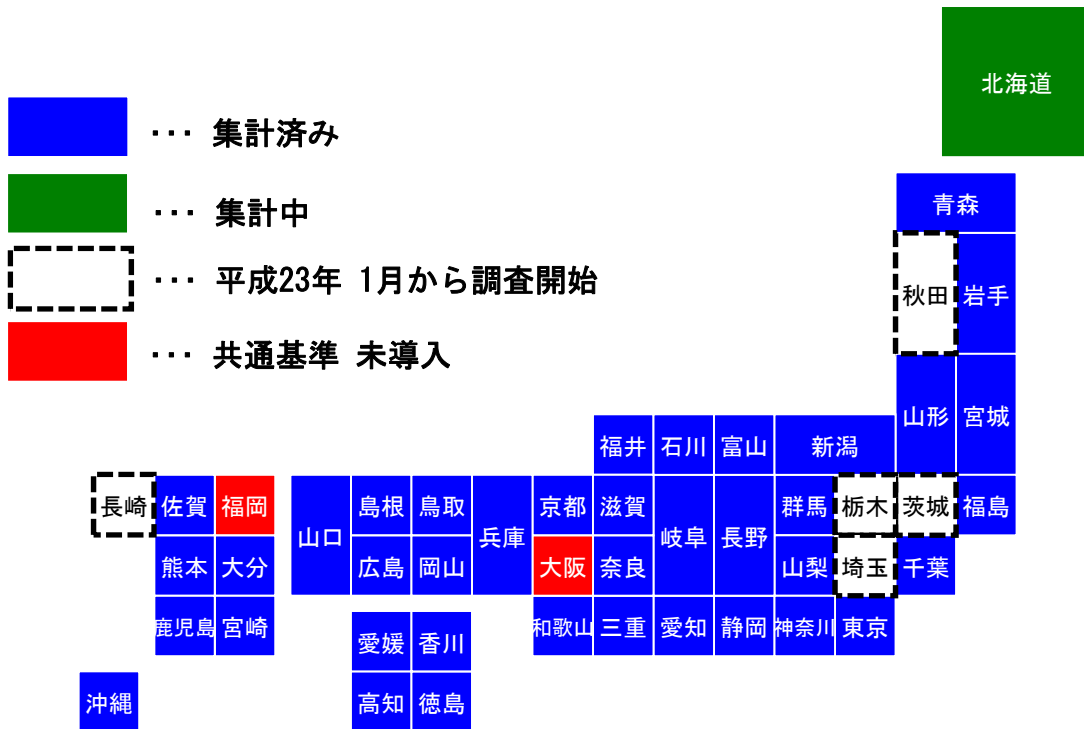 北海道
··· 集計済み
··· 集計中
··· 平成23年 1月から調査開始
··· 共通基準 未導入
青森
秋田 岩手
山形 宮城
福井 石川 富山 新潟
長崎 佐賀 福岡 山口 島根 鳥取 兵庫 京都 滋賀 岐阜 長野 群馬 栃木 茨城 福島
熊本 大分 広島 岡山 大阪 奈良 山梨 埼玉 千葉
鹿児島 宮崎 和歌山 三重 愛知 静岡 神奈川 東京
愛媛 香川
沖縄 高知 徳島